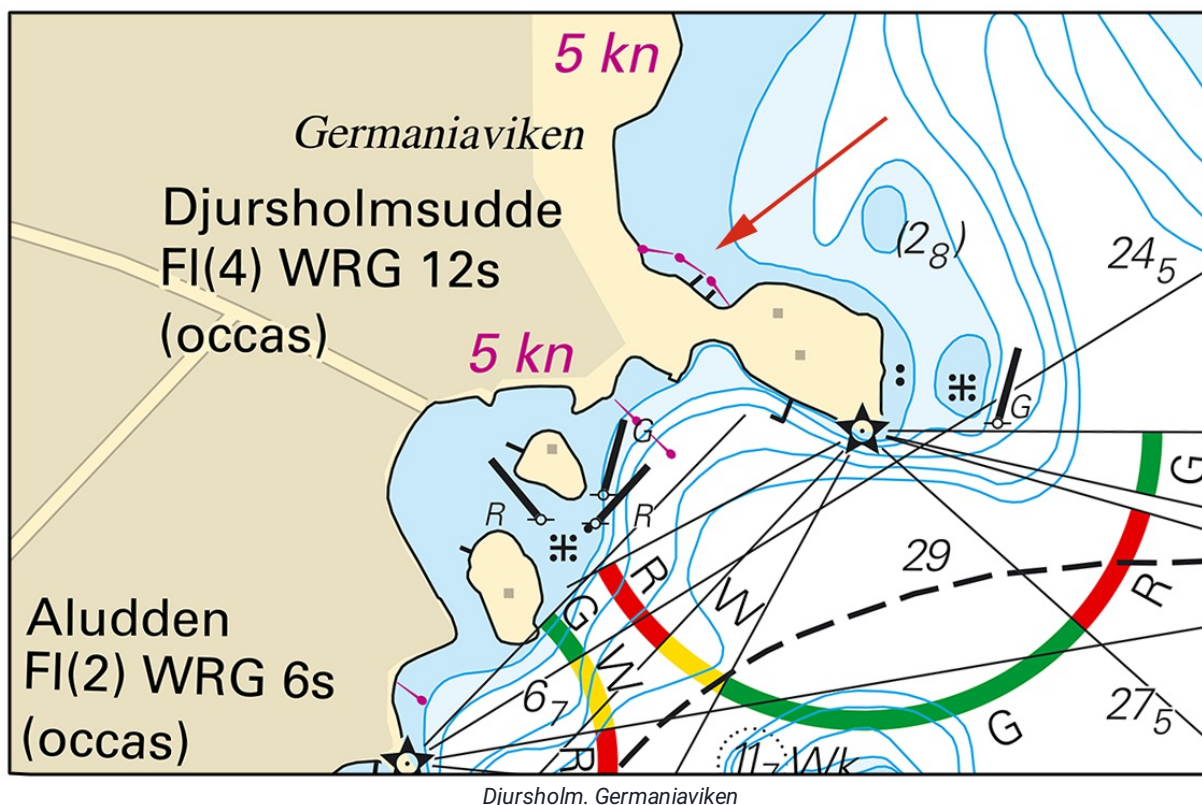 5 kn
Germaniaviken
Djursholmsudde
Fl(4) WRG 12s
(occas)
(2₈)
24₅
5 kn
G
G
G
R
R
29
R
R
G
W
W
Aludden
Fl(2) WRG 6s
(occas)
6₇
27₅
G
R
11₇ Wk
Djursholm. Germaniaviken